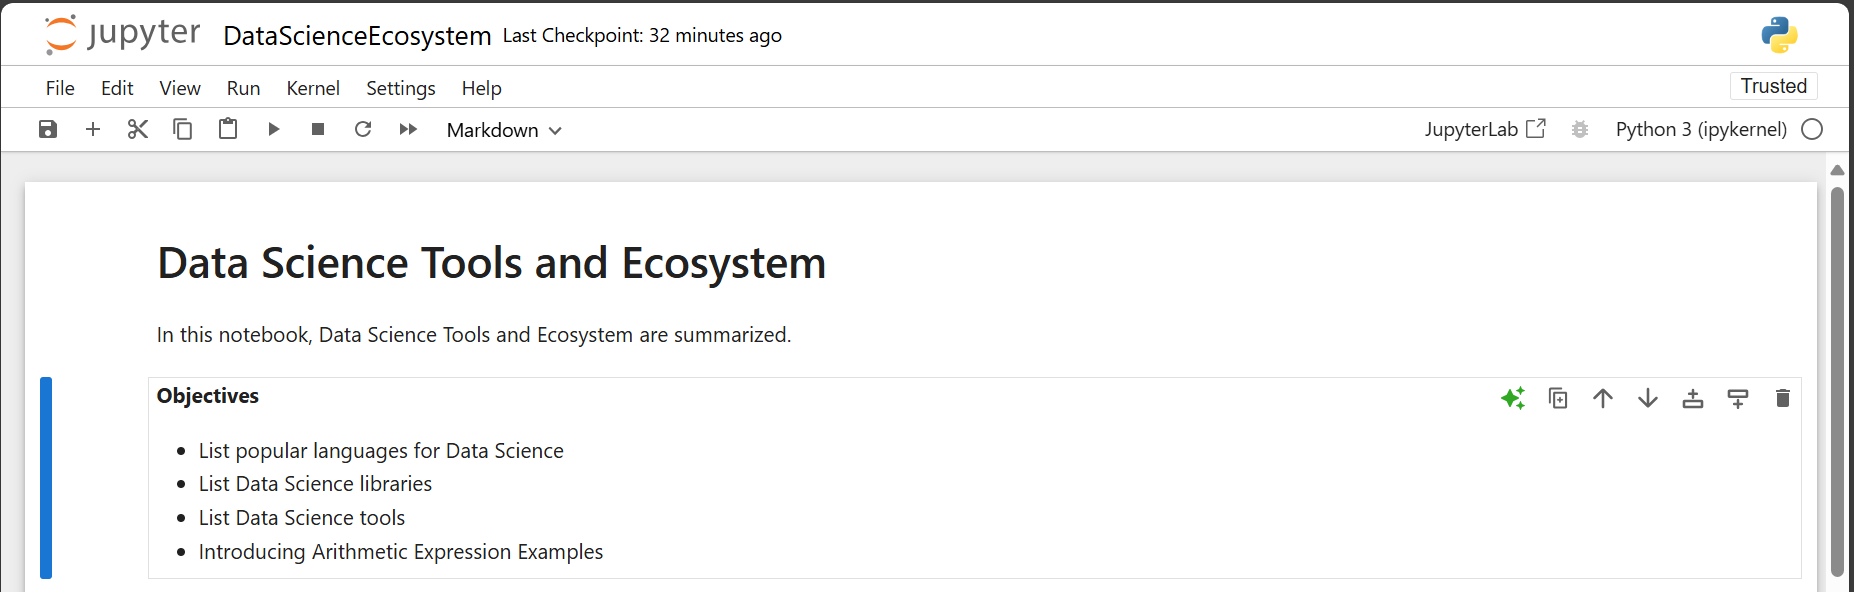 jupyter DataScienceEcosystem Last Checkpoint: 32 minutes ago
File Edit View Run Kernel Settings Help Trusted
Markdown JupyterLab Python 3 (ipykernel)
Data Science Tools and Ecosystem
In this notebook, Data Science Tools and Ecosystem are summarized.
Objectives
• List popular languages for Data Science
• List Data Science libraries
• List Data Science tools
• Introducing Arithmetic Expression Examples